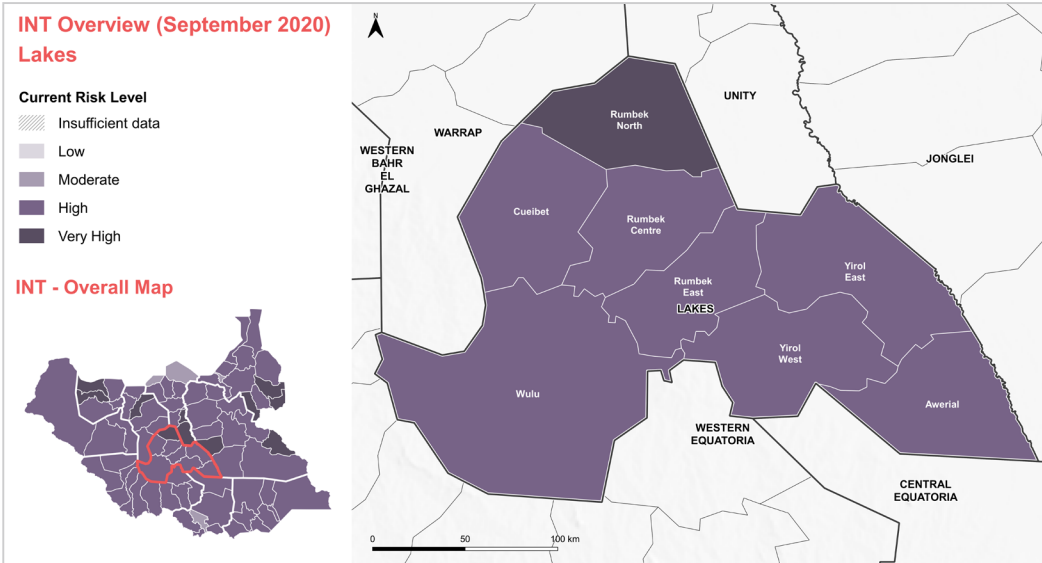 INT Overview (September 2020)
Lakes
Current Risk Level
Insufficient data
Low
Moderate
High
Very High
INT - Overall Map
N
UNITY
Rumbek
North
WARRAP
WESTERN
BAHR
EL
GHAZAL
JONGLEI
Cueibet
Rumbek
Centre
Yirol
East
Rumbek
East
LAKES
Yirol
West
Wulu
Awerial
WESTERN
EQUATORIA
CENTRAL
EQUATORIA
0
50
100 km